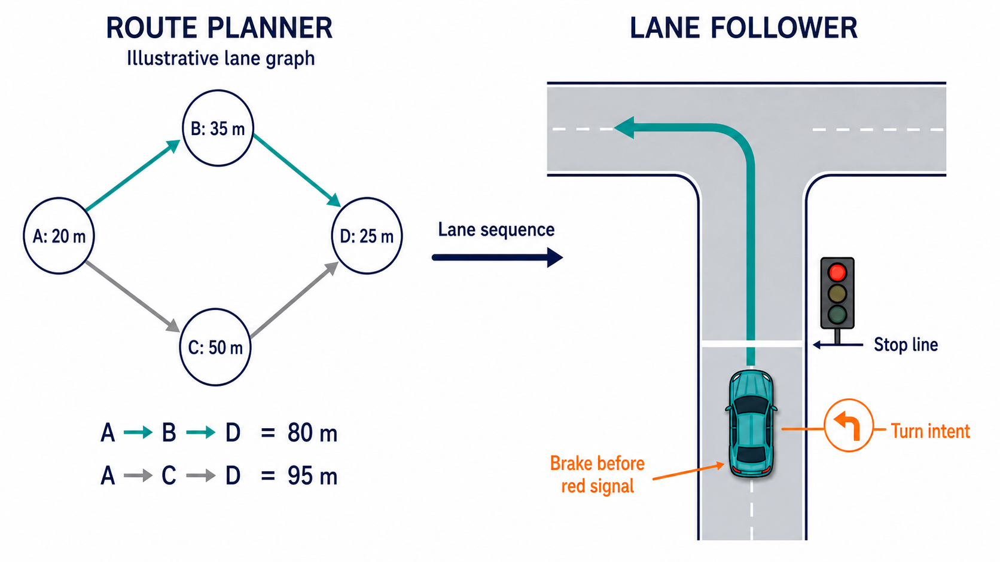 ROUTE PLANNER
Illustrative lane graph
B: 35 m
A: 20 m
D: 25 m
C: 50 m
A → B → D = 80 m
A → C → D = 95 m
Lane sequence
LANE FOLLOWER
Stop line
Turn intent
Brake before
red signal